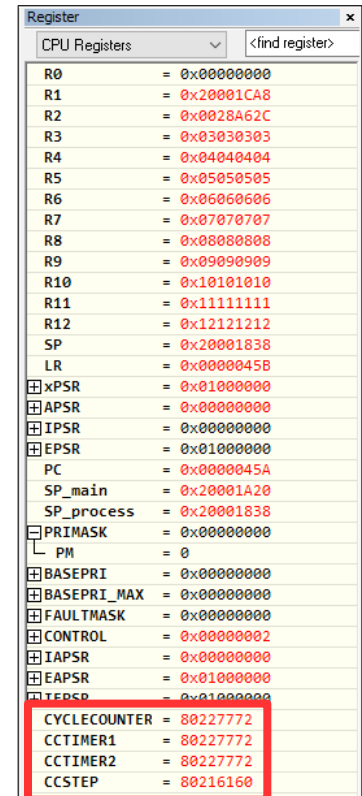 Register x
CPU Registers <find register>
R0 = 0x00000000
R1 = 0x20001CA8
R2 = 0x0028A62C
R3 = 0x03030303
R4 = 0x04040404
R5 = 0x05050505
R6 = 0x06060606
R7 = 0x07070707
R8 = 0x08080808
R9 = 0x09090909
R10 = 0x10101010
R11 = 0x11111111
R12 = 0x12121212
SP = 0x20001838
LR = 0x0000045B
xPSR = 0x01000000
APSR = 0x00000000
IPSR = 0x00000000
EPSR = 0x01000000
PC = 0x0000045A
SP_main = 0x20001A20
SP_process = 0x20001838
PRIMASK = 0x00000000
PM = 0
BASEPRI = 0x00000000
BASEPRI_MAX = 0x00000000
FAULTMASK = 0x00000000
CONTROL = 0x00000002
IAPSR = 0x00000000
EAPSR = 0x01000000
IEPSR = 0x01000000
CYCLECOUNTER = 80227772
CCTIMER1 = 80227772
CCTIMER2 = 80227772
CCSTEP = 80216160